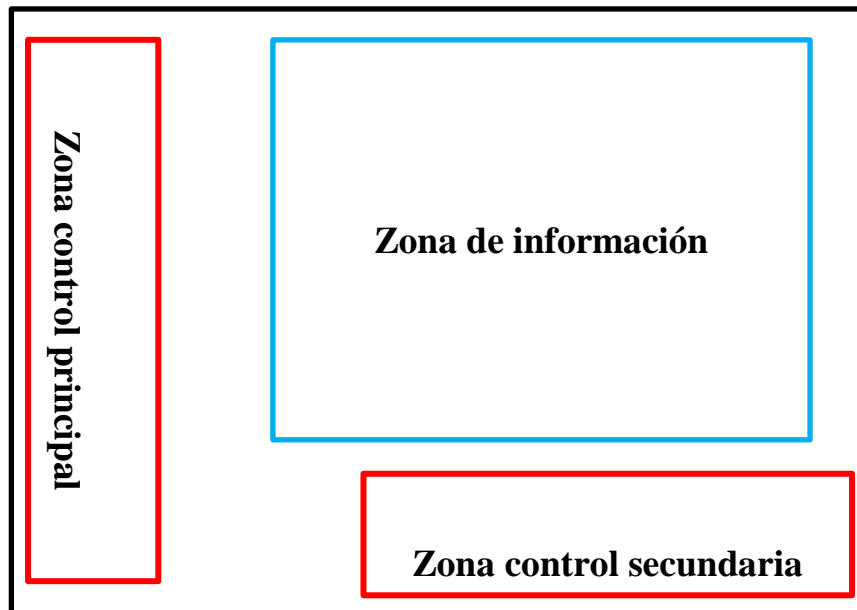 Zona control principal
Zona de información
Zona control secundaria